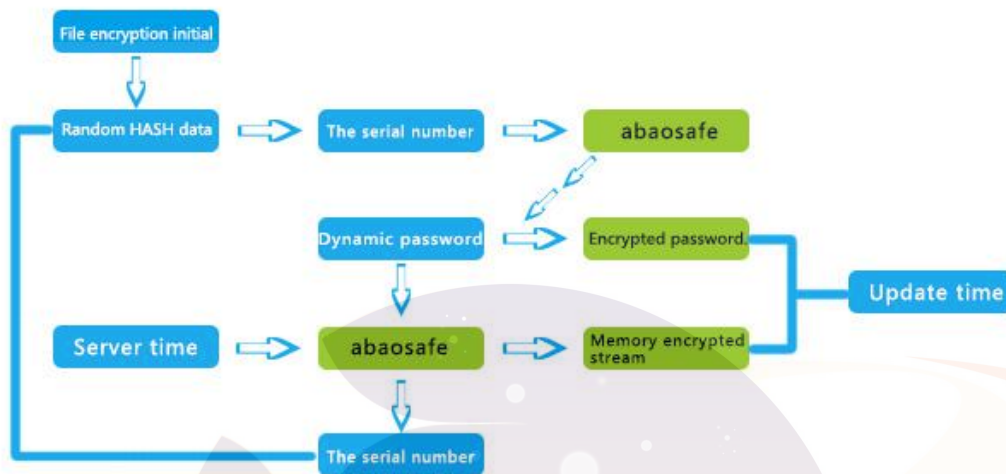 File encryption initial
Random HASH data
The serial number
abaosafe
Dynamic password
Encrypted password.
Update time
Server time
abaosafe
Memory encrypted
stream
The serial number